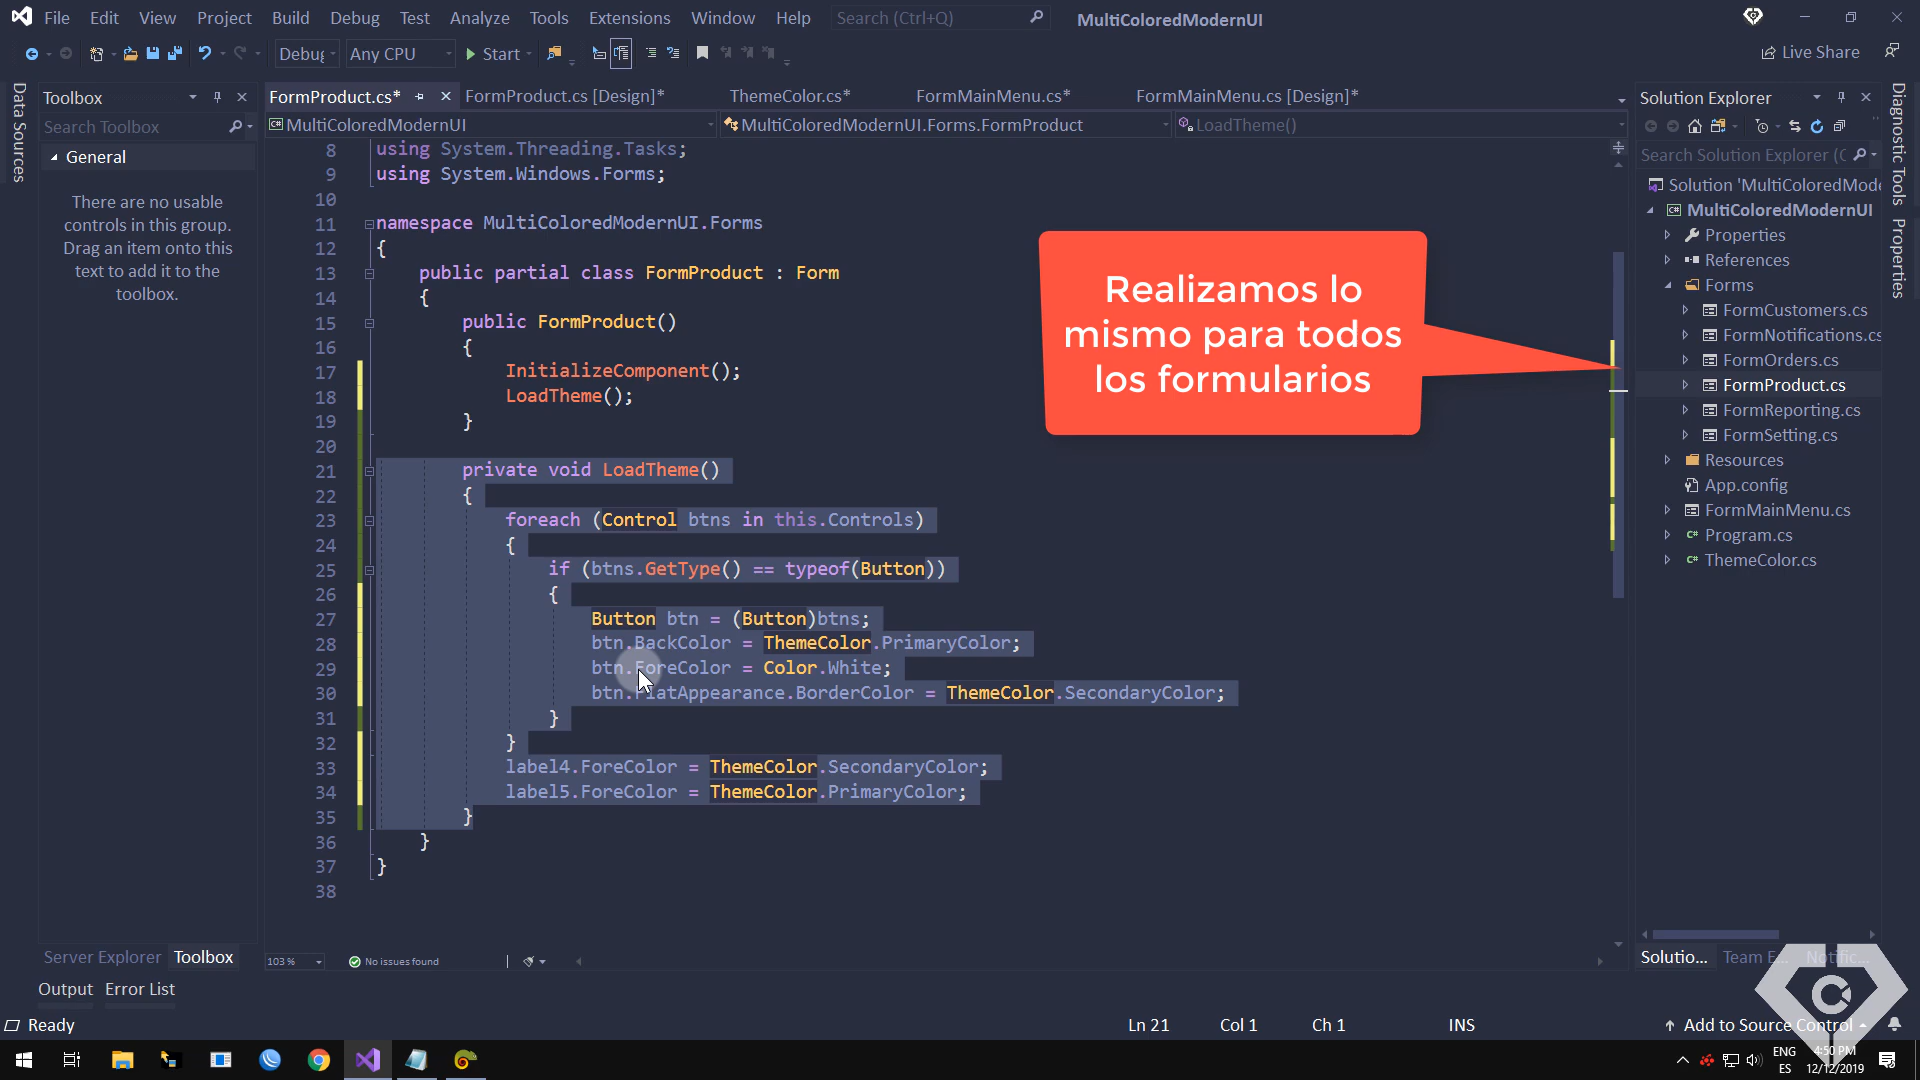 File Edit View Project Build Debug Test Analyze Tools Extensions Window Help Search (Ctrl+Q) MultiColoredModernUI
Debug Any CPU Start Live Share
Data Sources
Toolbox
Search Toolbox
General
There are no usable
controls in this group.
Drag an item onto this
text to add it to the
toolbox.
Server Explorer Toolbox
FormProduct.cs* FormProduct.cs [Design]* ThemeColor.cs* FormMainMenu.cs* FormMainMenu.cs [Design]*
MultiColoredModernUI MultiColoredModernUI.Forms.FormProduct LoadTheme()
8 using System.Threading.Tasks;
9 using System.Windows.Forms;
10
11 namespace MultiColoredModernUI.Forms
12 {
13 public partial class FormProduct : Form
14 {
15 public FormProduct()
16 {
17 InitializeComponent();
18 LoadTheme();
19 }
20
21 private void LoadTheme()
22 {
23 foreach (Control btns in this.Controls)
24 {
25 if (btns.GetType() == typeof(Button))
26 {
27 Button btn = (Button)btns;
28 btn.BackColor = ThemeColor.PrimaryColor;
29 btn.ForeColor = Color.White;
30 btn.FlatAppearance.BorderColor = ThemeColor.SecondaryColor;
31 }
32 }
33 label4.ForeColor = ThemeColor.SecondaryColor;
34 label5.ForeColor = ThemeColor.PrimaryColor;
35 }
36 }
37 }
38
Realizamos lo
mismo para todos
los formularios
103 % No issues found
Solution Explorer
Search Solution Explorer (C
Solution 'MultiColoredMode
MultiColoredModernUI
Properties
References
Forms
FormCustomers.cs
FormNotifications.cs
FormOrders.cs
FormProduct.cs
FormReporting.cs
FormSetting.cs
Resources
App.config
FormMainMenu.cs
Program.cs
ThemeColor.cs
Solutio... Team E... Notific...
Diagnostic Tools
Properties
Output Error List
Ready Ln 21 Col 1 Ch 1 INS Add to Source Control
ENG
ES
4:50 PM
12/12/2019